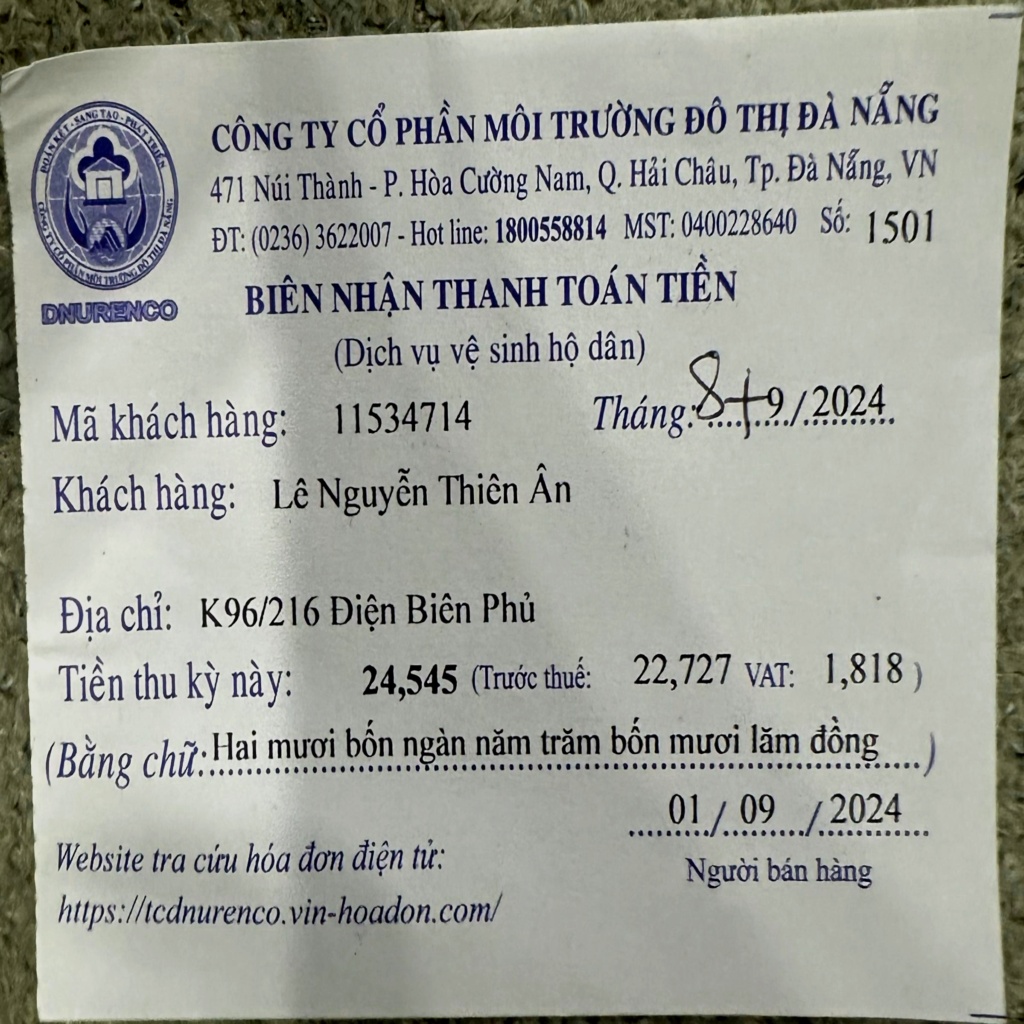 ĐOÀN KẾT - SÁNG TẠO - PHÁT TRIỂN
CÔNG TY CỔ PHẦN MÔI TRƯỜNG ĐÔ THỊ ĐÀ NẴNG
DNURENCO
CÔNG TY CỔ PHẦN MÔI TRƯỜNG ĐÔ THỊ ĐÀ NẴNG
471 Núi Thành - P. Hòa Cường Nam, Q. Hải Châu, Tp. Đà Nẵng, VN
ĐT: (0236) 3622007 - Hot line: 1800558814 MST: 0400228640 Số: 1501
BIÊN NHẬN THANH TOÁN TIỀN
(Dịch vụ vệ sinh hộ dân)
Mã khách hàng: 11534714 Tháng: 8+9/2024
Khách hàng: Lê Nguyễn Thiên Ân
Địa chỉ: K96/216 Điện Biên Phủ
Tiền thu kỳ này: 24,545 (Trước thuế: 22,727 VAT: 1,818 )
(Bằng chữ: Hai mươi bốn ngàn năm trăm bốn mươi lăm đồng )
01 / 09 / 2024
Người bán hàng
Website tra cứu hóa đơn điện tử:
https://tcdnurenco.vin-hoadon.com/